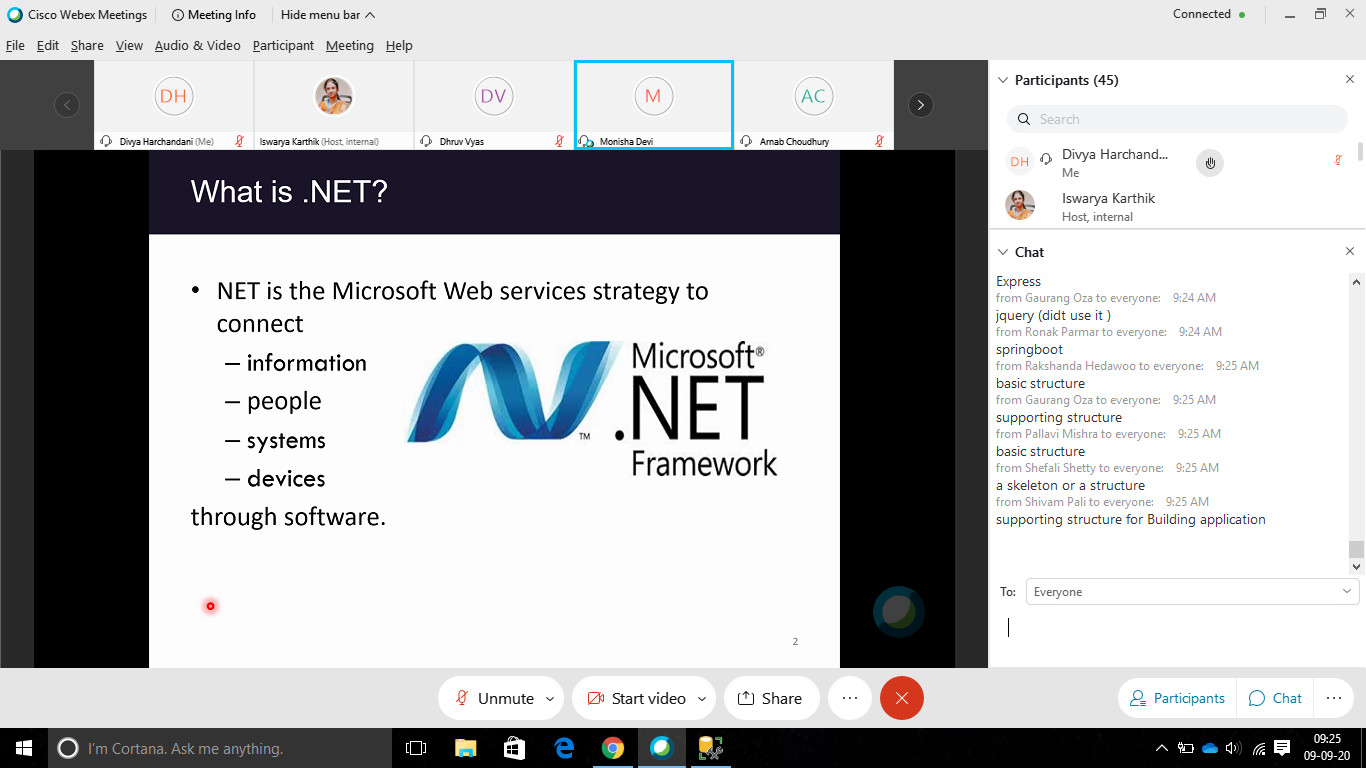 Cisco Webex Meetings
Meeting Info
Hide menu bar
Connected
File Edit Share View Audio & Video Participant Meeting Help
DH
DV
M
AC
Divya Harchandani (Me)
Iswarya Karthik (Host, internal)
Dhruv Vyas
Monisha Devi
Arnab Choudhury
What is .NET?
• NET is the Microsoft Web services strategy to
connect
– information
– people
– systems
– devices
through software.
Microsoft®
.NET
™
Framework
2
Participants (45)
Search
DH
Divya Harchand...
Me
Iswarya Karthik
Host, internal
Chat
Express
from Gaurang Oza to everyone: 9:24 AM
jquery (didt use it )
from Ronak Parmar to everyone: 9:24 AM
springboot
from Rakshanda Hedawoo to everyone: 9:25 AM
basic structure
from Gaurang Oza to everyone: 9:25 AM
supporting structure
from Pallavi Mishra to everyone: 9:25 AM
basic structure
from Shefali Shetty to everyone: 9:25 AM
a skeleton or a structure
from Shivam Pali to everyone: 9:25 AM
supporting structure for Building application
To: Everyone
Unmute
Start video
Share
Participants
Chat
I'm Cortana. Ask me anything.
09:25
09-09-20